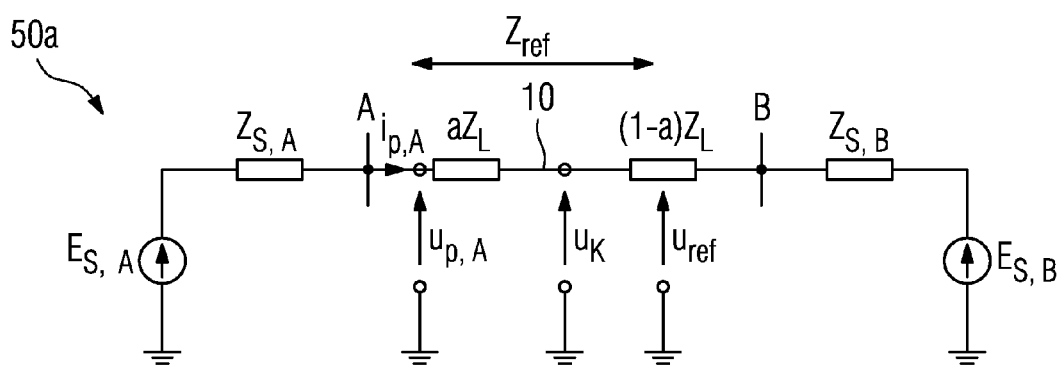 50a
Z_ref
10
A
B
Z_S, A
i_p,A
aZ_L
(1-a)Z_L
Z_S, B
E_S, A
u_p, A
u_K
u_ref
E_S, B